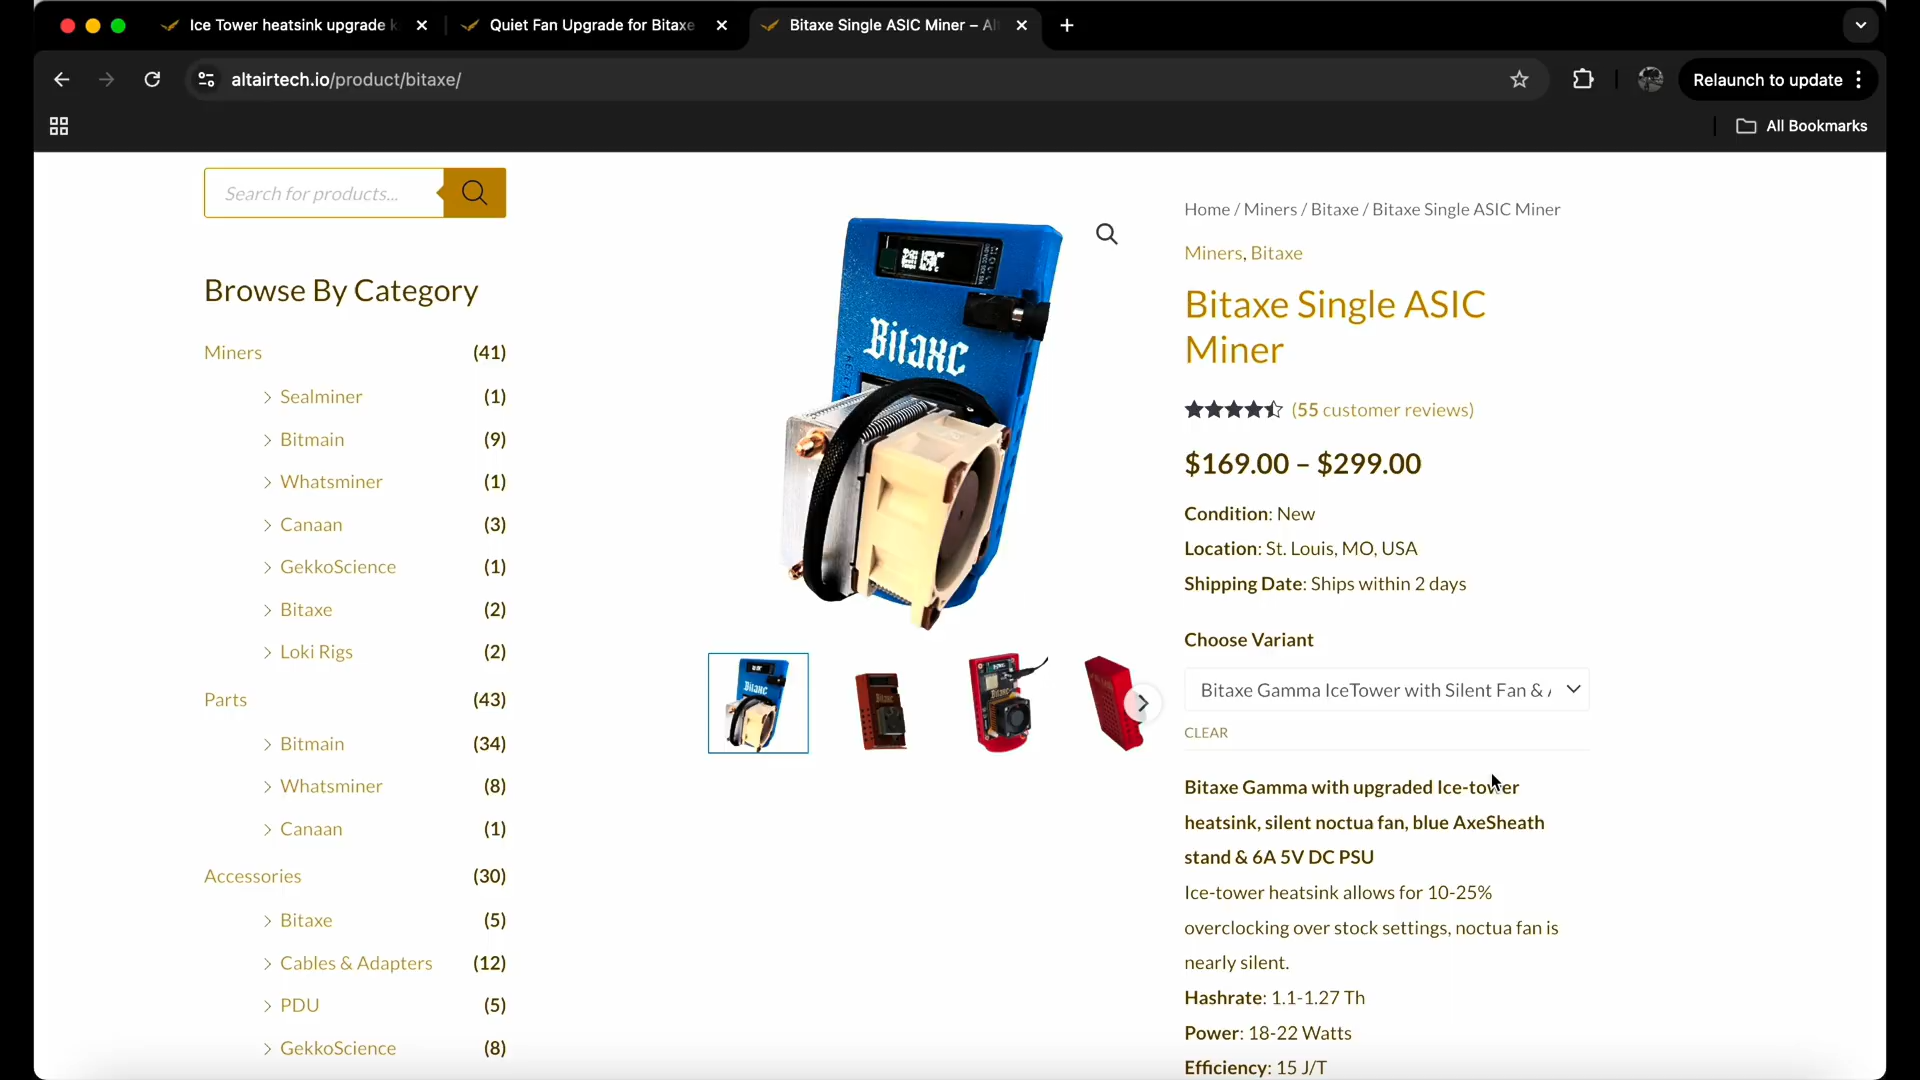 Ice Tower heatsink upgrade k
Quiet Fan Upgrade for Bitaxe
Bitaxe Single ASIC Miner – Al
altairtech.io/product/bitaxe/
Relaunch to update
All Bookmarks
Search for products...
Browse By Category
Miners (41)
Sealminer (1)
Bitmain (9)
Whatsminer (1)
Canaan (3)
GekkoScience (1)
Bitaxe (2)
Loki Rigs (2)
Parts (43)
Bitmain (34)
Whatsminer (8)
Canaan (1)
Accessories (30)
Bitaxe (5)
Cables & Adapters (12)
PDU (5)
GekkoScience (8)
Bitaxe
Home / Miners / Bitaxe / Bitaxe Single ASIC Miner
Miners, Bitaxe
Bitaxe Single ASIC
Miner
(55 customer reviews)
$169.00 – $299.00
Condition: New
Location: St. Louis, MO, USA
Shipping Date: Ships within 2 days
Choose Variant
Bitaxe Gamma IceTower with Silent Fan & 
CLEAR
Bitaxe Gamma with upgraded Ice-tower
heatsink, silent noctua fan, blue AxeSheath
stand & 6A 5V DC PSU
Ice-tower heatsink allows for 10-25%
overclocking over stock settings, noctua fan is
nearly silent.
Hashrate: 1.1-1.27 Th
Power: 18-22 Watts
Efficiency: 15 J/T